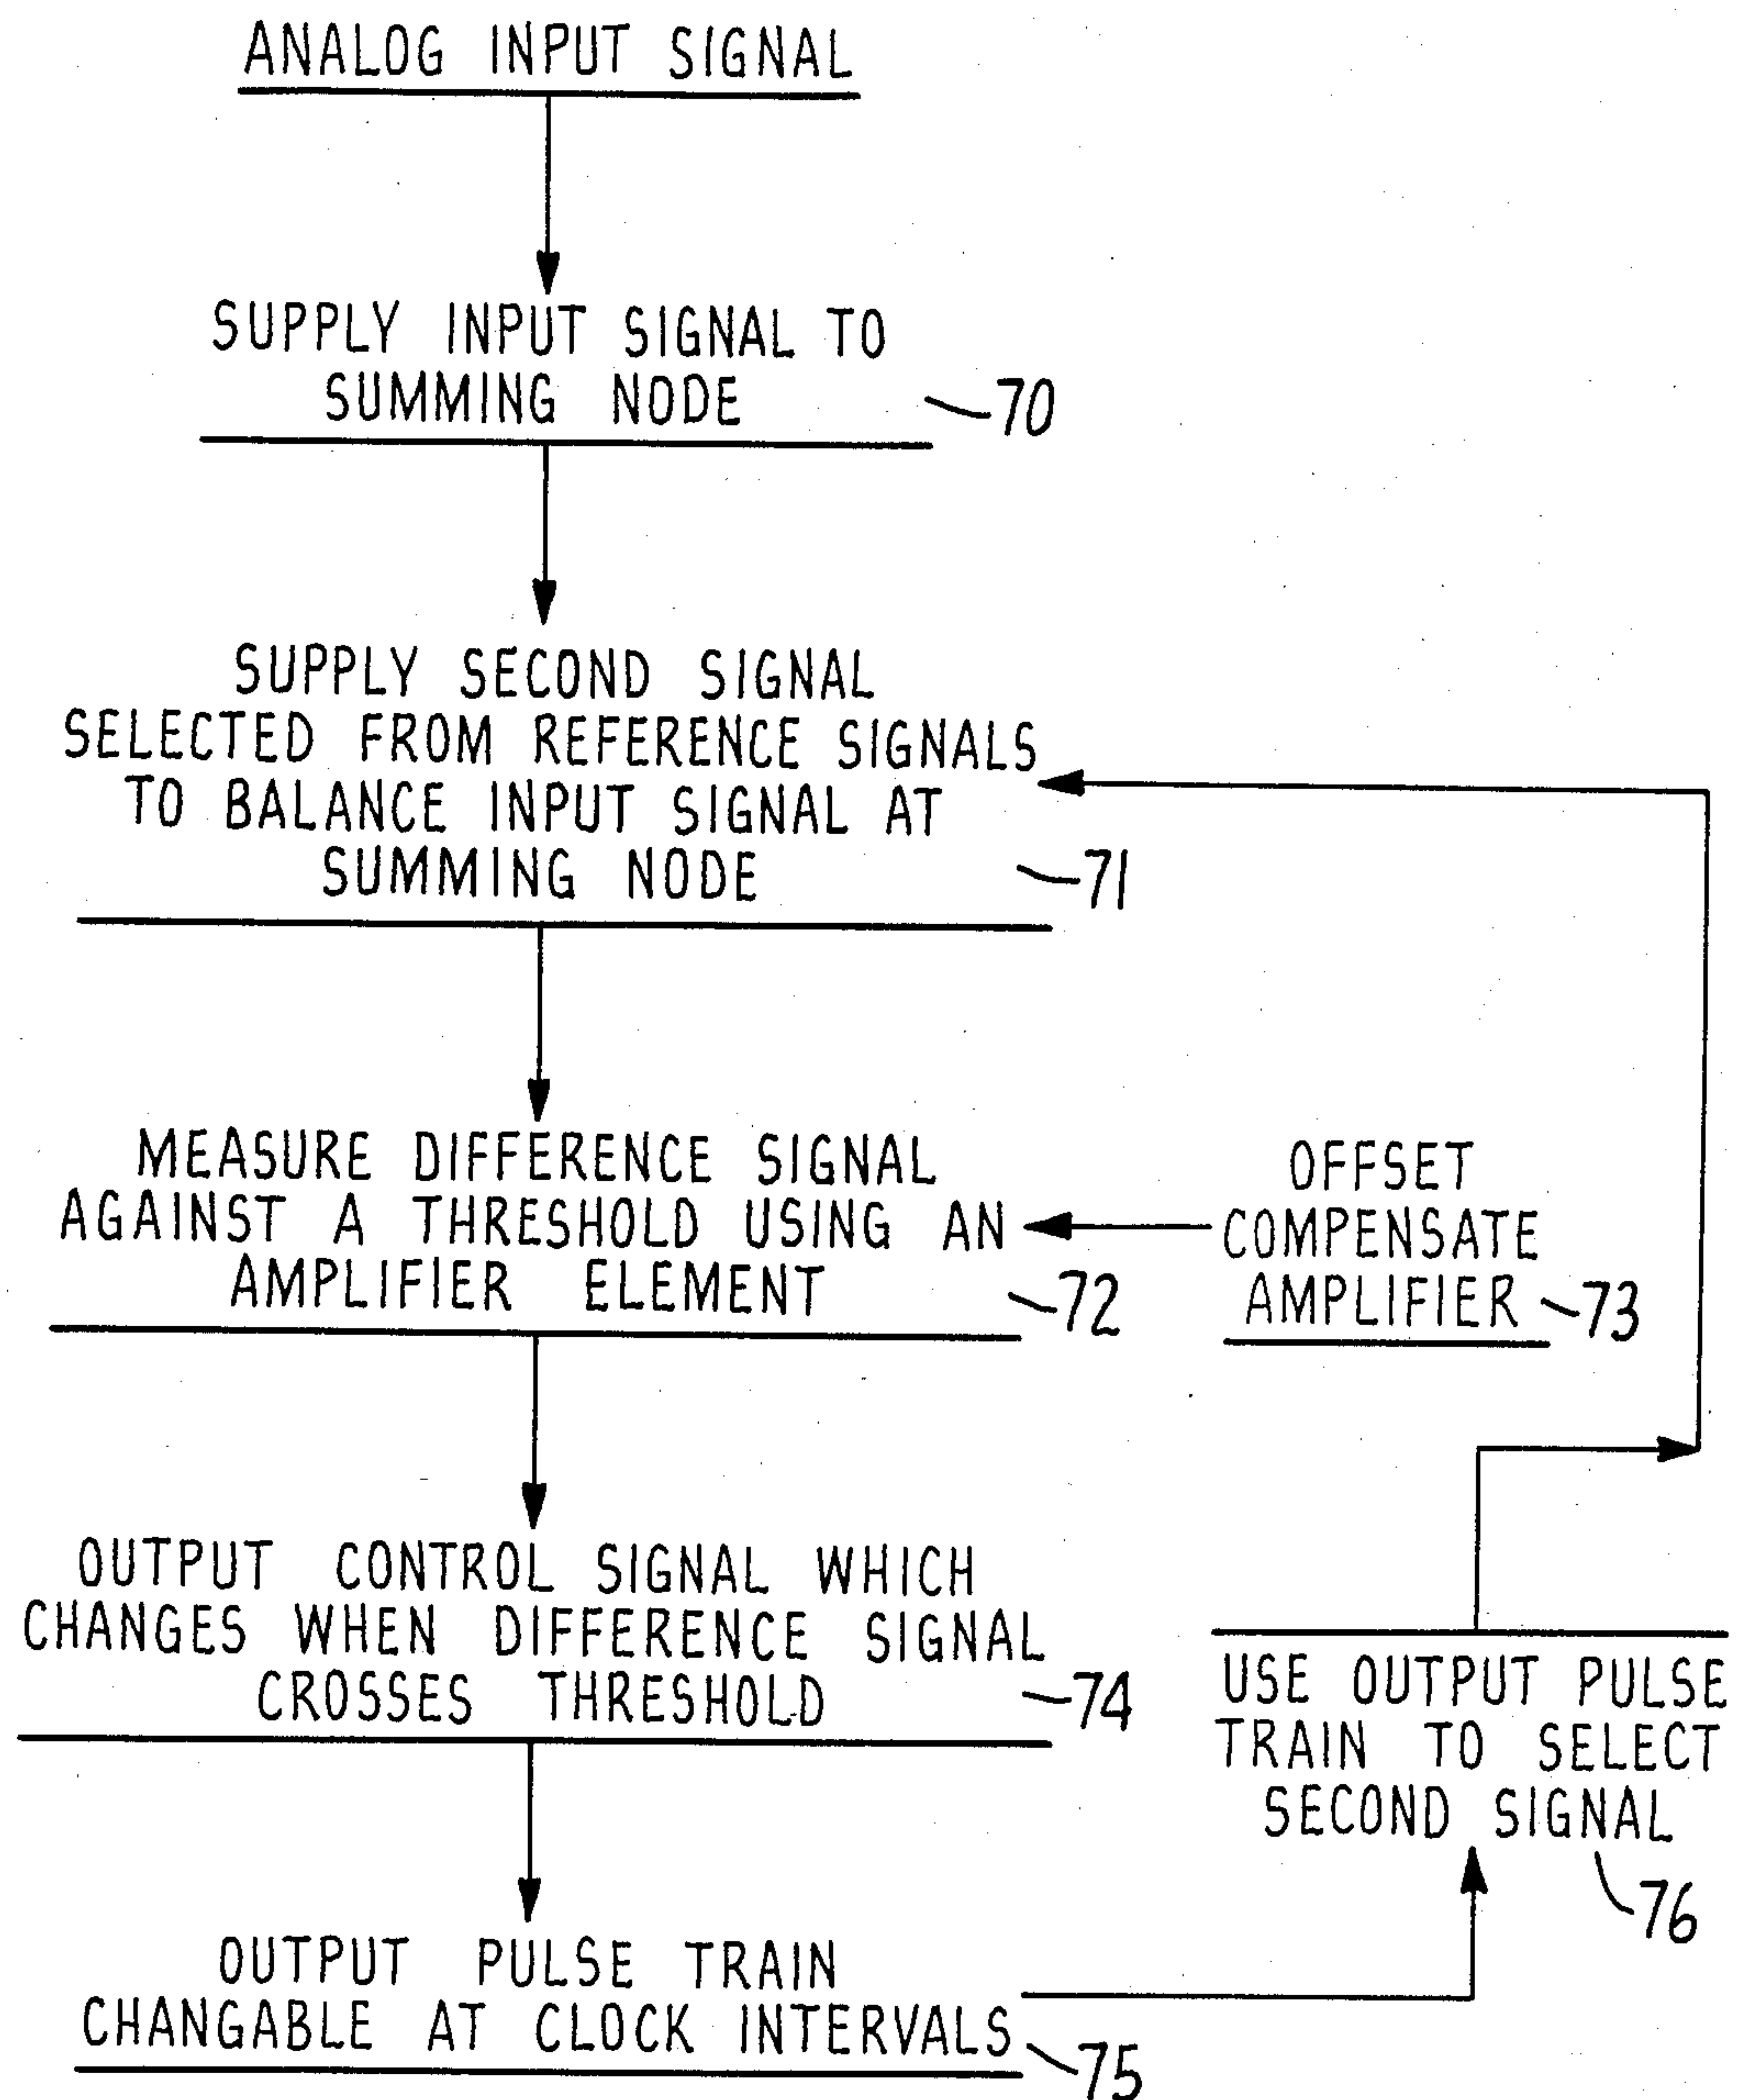 ANALOG INPUT SIGNAL
SUPPLY INPUT SIGNAL TO
SUMMING NODE
70
SUPPLY SECOND SIGNAL
SELECTED FROM REFERENCE SIGNALS
TO BALANCE INPUT SIGNAL AT
SUMMING NODE
71
MEASURE DIFFERENCE SIGNAL
AGAINST A THRESHOLD USING AN
AMPLIFIER ELEMENT
72
OFFSET
COMPENSATE
AMPLIFIER
73
OUTPUT CONTROL SIGNAL WHICH
CHANGES WHEN DIFFERENCE SIGNAL
CROSSES THRESHOLD
74
OUTPUT PULSE TRAIN
CHANGABLE AT CLOCK INTERVALS
75
USE OUTPUT PULSE
TRAIN TO SELECT
SECOND SIGNAL
76